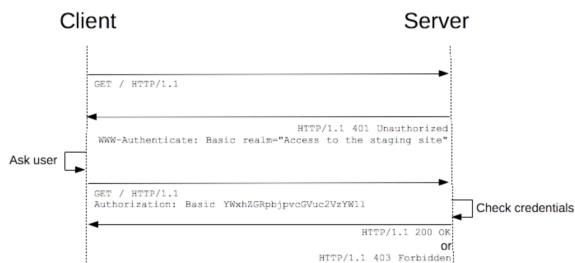 Client
Server
GET / HTTP/1.1
HTTP/1.1 401 Unauthorized
WWW-Authenticate: Basic realm="Access to the staging site"
Ask user
GET / HTTP/1.1
Authorization: Basic YWxhZGRpbjpvcGVuc2VzYW1l
Check credentials
HTTP/1.1 200 OK
or
HTTP/1.1 403 Forbidden